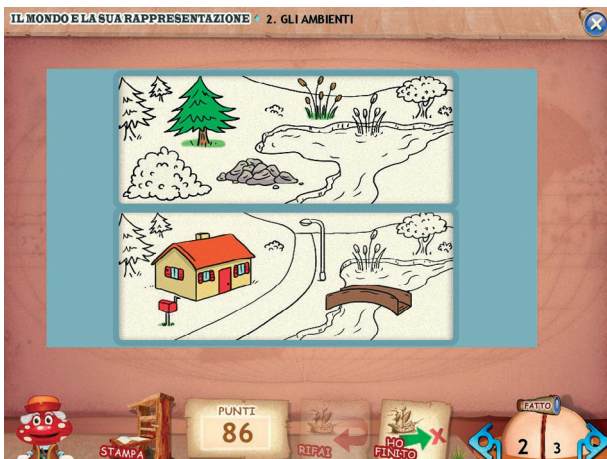 IL MONDO E LA SUA RAPPRESENTAZIONE 2. GLI AMBIENTI
PUNTI
86
STAMPA
RIFAI
HO
FINITO
FATTO
2 3